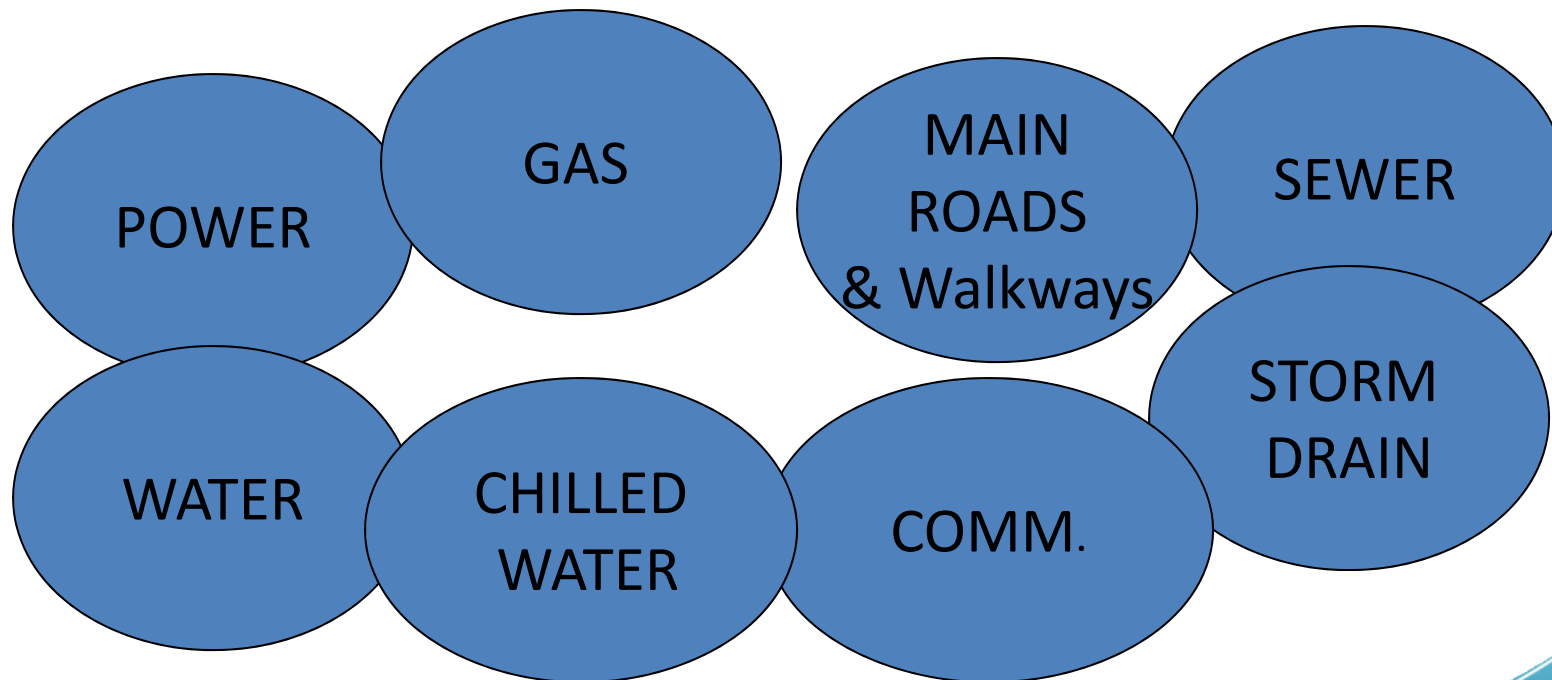 POWER
GAS
MAIN
ROADS
& Walkways
SEWER
WATER
CHILLED
WATER
COMM.
STORM
DRAIN